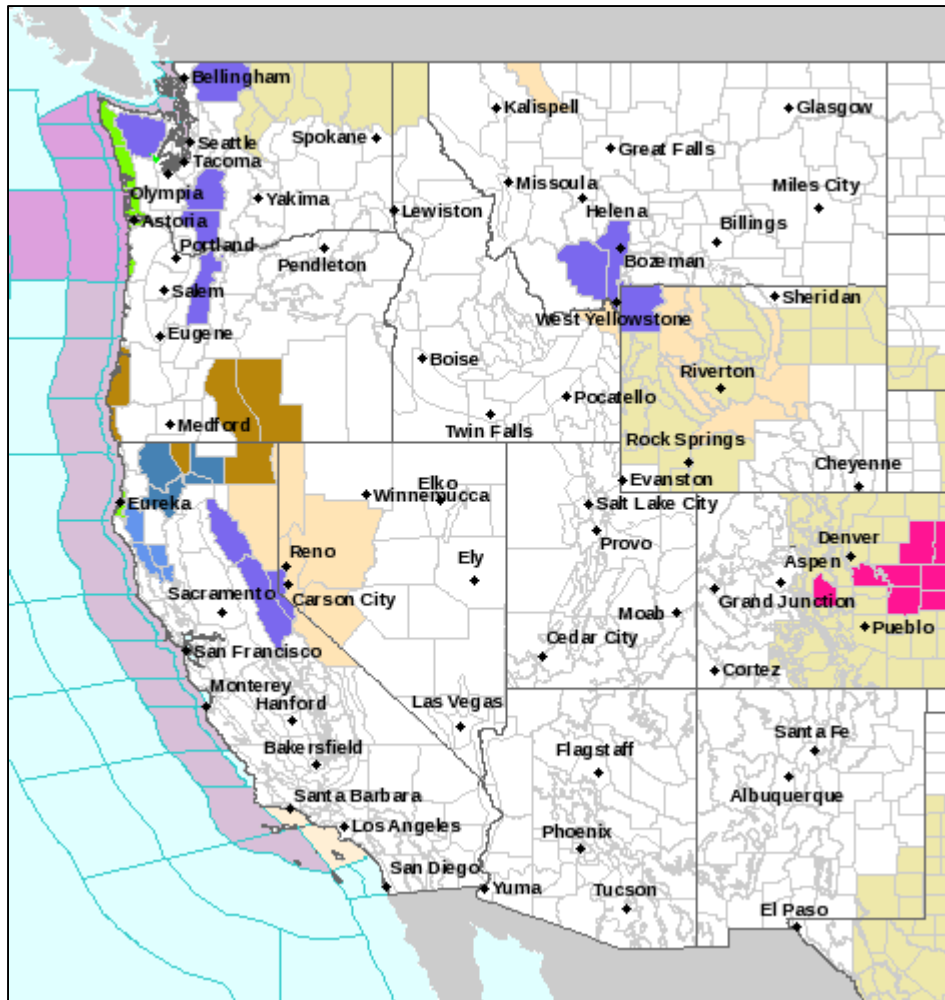 Bellingham
Kalispell
Glasgow
Spokane
Seattle
Great Falls
Tacoma
Missoula
Miles City
Olympia
Yakima
Helena
Astoria
Lewiston
Billings
Portland
Bozeman
Pendleton
Salem
Sheridan
West Yellowstone
Eugene
Boise
Riverton
Pocatello
Medford
Twin Falls
Rock Springs
Cheyenne
Elko
Evanston
Eureka
Winnemucca
Salt Lake City
Provo
Denver
Reno
Ely
Aspen
Sacramento
Carson City
Grand Junction
Moab
Pueblo
Cedar City
San Francisco
Cortez
Monterey
Las Vegas
Hanford
Bakersfield
Flagstaff
Santa Fe
Albuquerque
Santa Barbara
Los Angeles
Phoenix
San Diego
Yuma
Tucson
El Paso